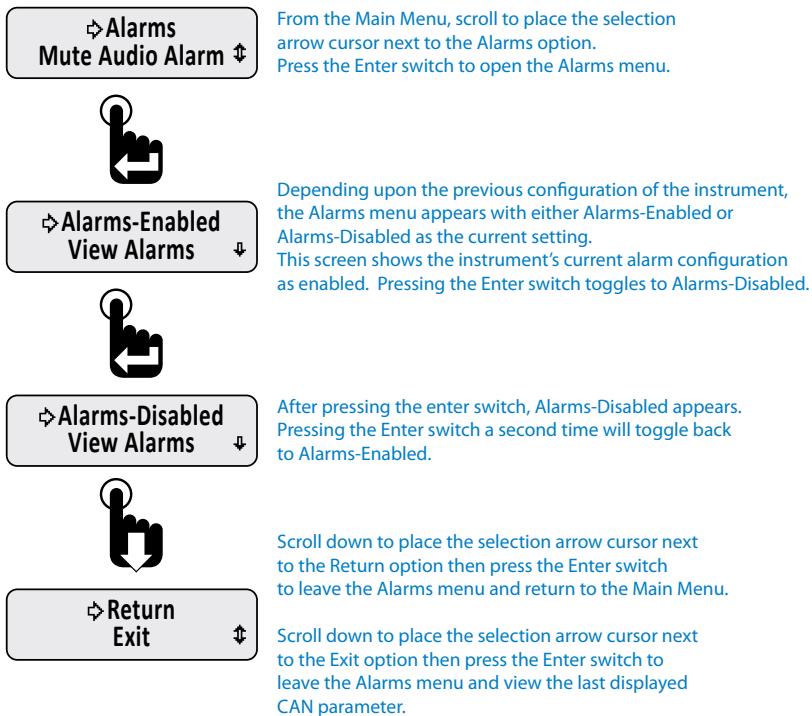 Alarms
Mute Audio Alarm
From the Main Menu, scroll to place the selection
arrow cursor next to the Alarms option.
Press the Enter switch to open the Alarms menu.
Alarms-Enabled
View Alarms
Depending upon the previous configuration of the instrument,
the Alarms menu appears with either Alarms-Enabled or
Alarms-Disabled as the current setting.
This screen shows the instrument’s current alarm configuration
as enabled.  Pressing the Enter switch toggles to Alarms-Disabled.
Alarms-Disabled
View Alarms
After pressing the enter switch, Alarms-Disabled appears.
Pressing the Enter switch a second time will toggle back
to Alarms-Enabled.
Scroll down to place the selection arrow cursor next
to the Return option then press the Enter switch
to leave the Alarms menu and return to the Main Menu.
Return
Exit
Scroll down to place the selection arrow cursor next
to the Exit option then press the Enter switch to
leave the Alarms menu and view the last displayed
CAN parameter.